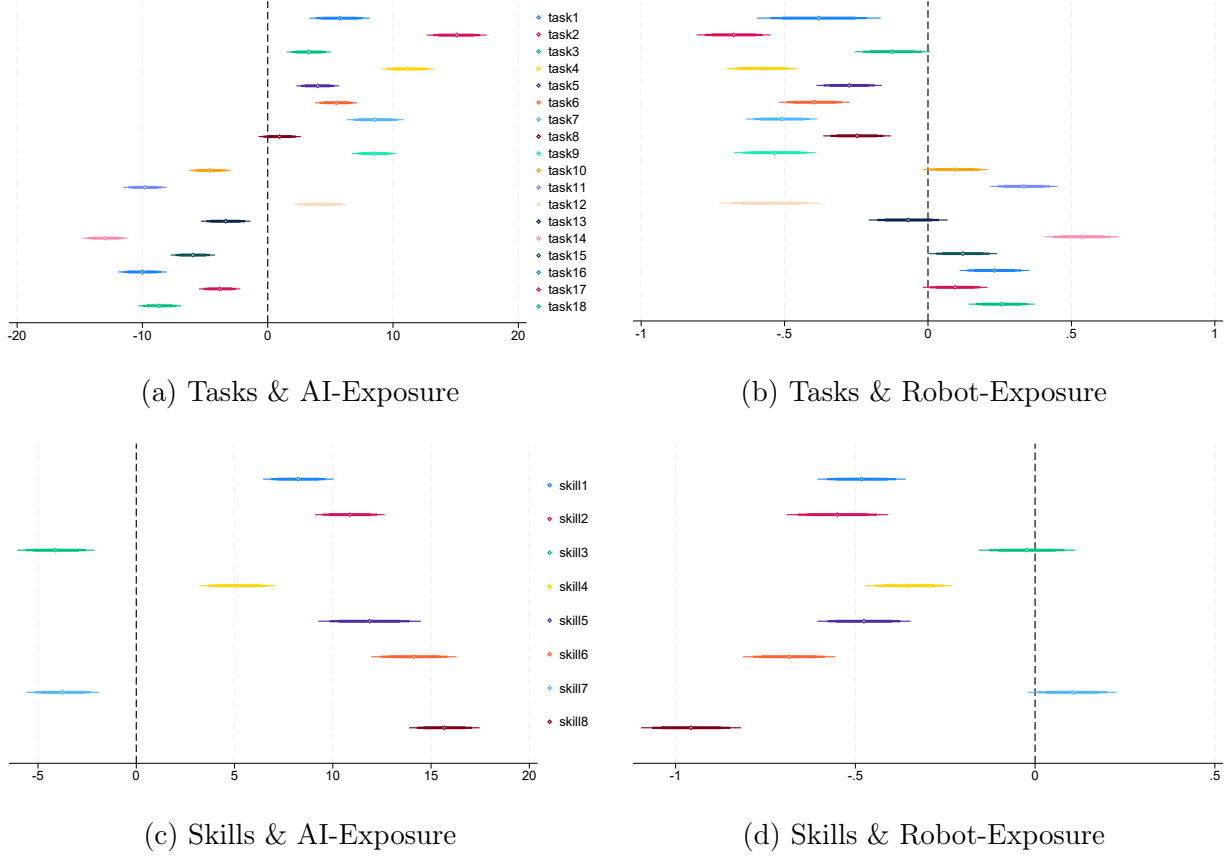 task1
task2
task3
task4
task5
task6
task7
task8
task9
task10
task11
task12
task13
task14
task15
task16
task17
task18
-20 -10 0 10 20
-1 -.5 0 .5 1
(a) Tasks & AI-Exposure
(b) Tasks & Robot-Exposure
skill1
skill2
skill3
skill4
skill5
skill6
skill7
skill8
-5 0 5 10 15 20
-1 -.5 0 .5
(c) Skills & AI-Exposure
(d) Skills & Robot-Exposure